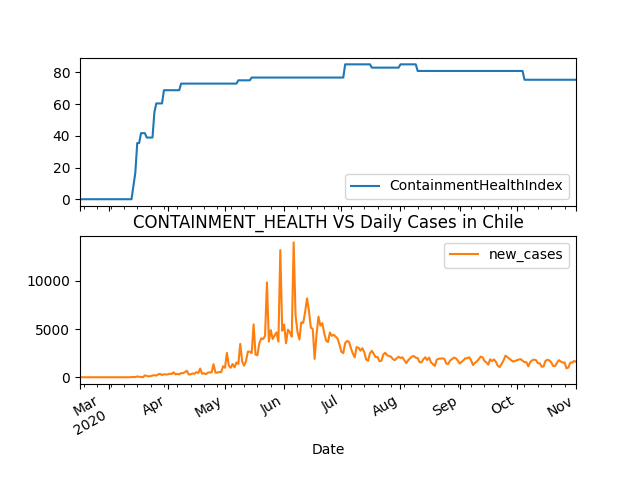 80
60
40
20
0
ContainmentHealthIndex
CONTAINMENT_HEALTH VS Daily Cases in Chile
10000
5000
0
new_cases
Mar
2020
Apr
May
Jun
Jul
Aug
Sep
Oct
Nov
Date